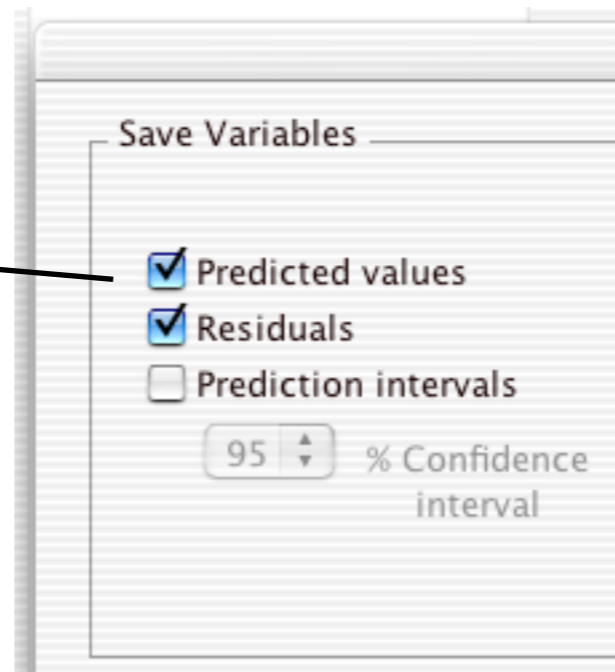 Save Variables
Predicted values
Residuals
Prediction intervals
95 % Confidence
interval